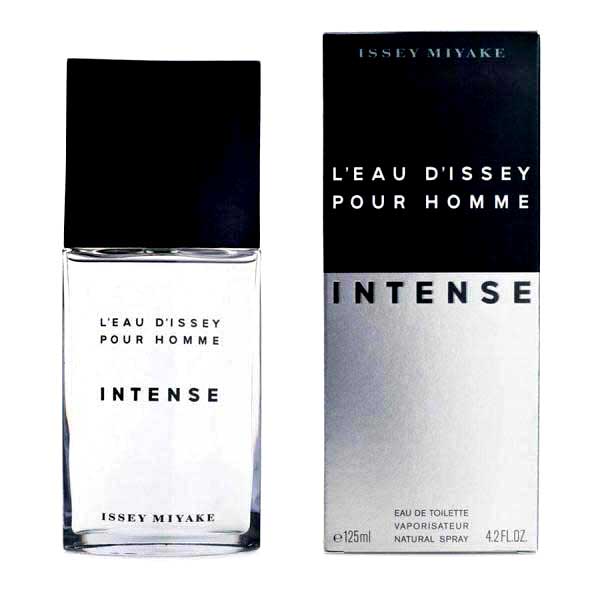 L'EAU D'ISSEY
POUR HOMME
INTENSE
ISSEY MIYAKE
ISSEY MIYAKE
L'EAU D'ISSEY
POUR HOMME
INTENSE
EAU DE TOILETTE
VAPORISATEUR
e125ml NATURAL SPRAY 4.2 FL.OZ.